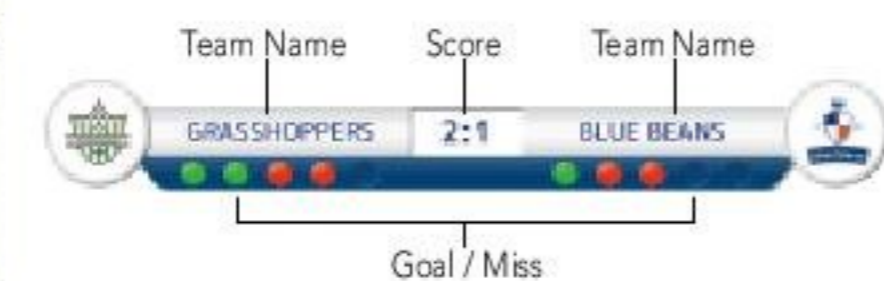 Team Name Score Team Name
GRASSHOPPERS 2:1 BLUE BEANS
Goal / Miss